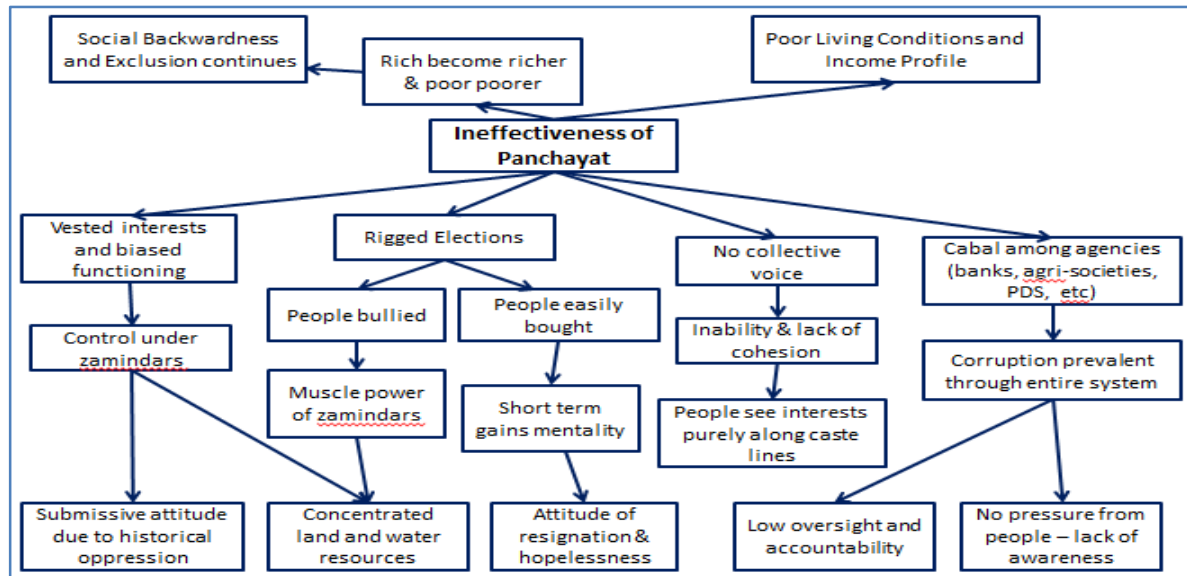 Social Backwardness
and Exclusion continues
Rich become richer
& poor poorer
Poor Living Conditions and
Income Profile
Ineffectiveness of
Panchayat
Vested interests
and biased
functioning
Rigged Elections
No collective
voice
Cabal among agencies
(banks, agri-societies,
PDS, etc)
Control under
zamindars
People bullied
People easily
bought
Inability & lack of
cohesion
Corruption prevalent
through entire system
Muscle power
of zamindars
Short term
gains mentality
People see interests
purely along caste
lines
Submissive attitude
due to historical
oppression
Concentrated
land and water
resources
Attitude of
resignation &
hopelessness
Low oversight and
accountability
No pressure from
people – lack of
awareness